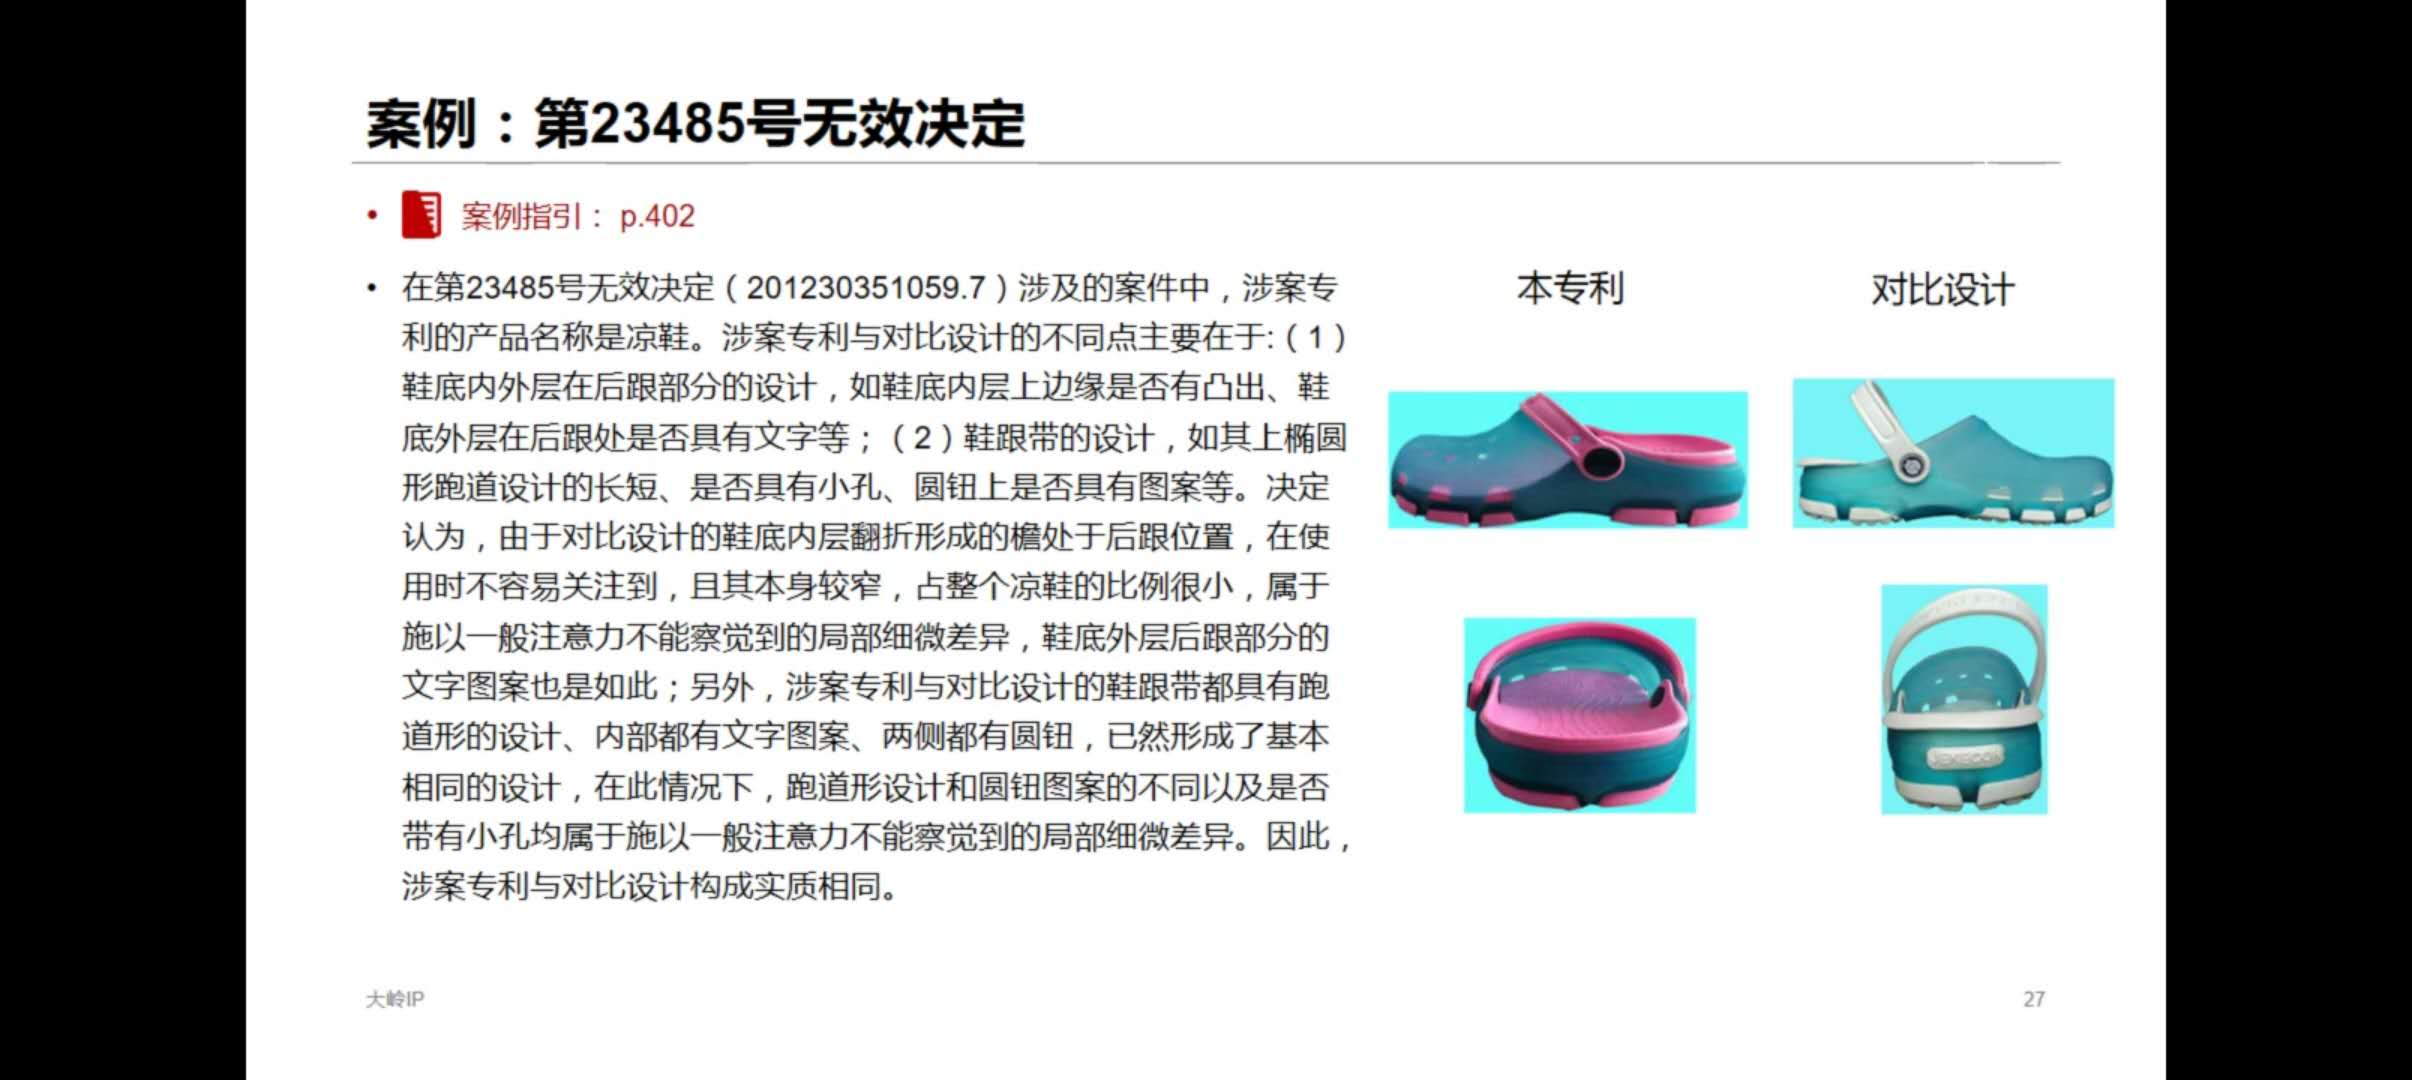 案例：第23485号无效决定
• 案例指引： p.402
• 在第23485号无效决定（201230351059.7）涉及的案件中，涉案专
利的产品名称是凉鞋。涉案专利与对比设计的不同点主要在于:（1）
鞋底内外层在后跟部分的设计，如鞋底内层上边缘是否有凸出、鞋
底外层在后跟处是否具有文字等；（2）鞋跟带的设计，如其上椭圆
形跑道设计的长短、是否具有小孔、圆钮上是否具有图案等。决定
认为，由于对比设计的鞋底内层翻折形成的檐处于后跟位置，在使
用时不容易关注到，且其本身较窄，占整个凉鞋的比例很小，属于
施以一般注意力不能察觉到的局部细微差异，鞋底外层后跟部分的
文字图案也是如此；另外，涉案专利与对比设计的鞋跟带都具有跑
道形的设计、内部都有文字图案、两侧都有圆钮，已然形成了基本
相同的设计，在此情况下，跑道形设计和圆钮图案的不同以及是否
带有小孔均属于施以一般注意力不能察觉到的局部细微差异。因此，
涉案专利与对比设计构成实质相同。
本专利
对比设计
大岭IP
27